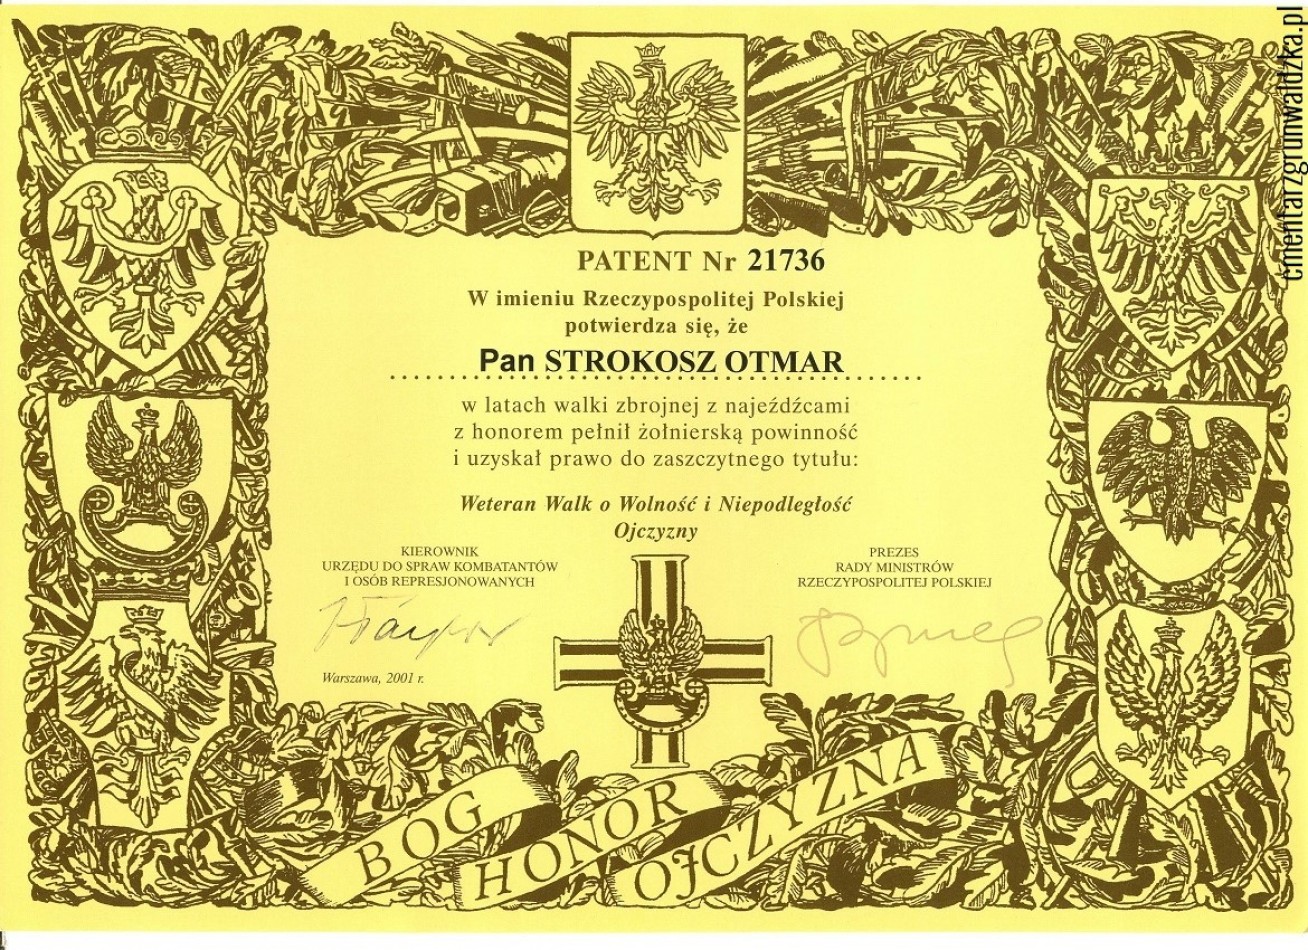 PATENT Nr 21736
W imieniu Rzeczypospolitej Polskiej
potwierdza się, że
Pan STROKOSZ OTMAR
w latach walki zbrojnej z najeźdźcami
z honorem pełnił żołnierską powinność
i uzyskał prawo do zaszczytnego tytułu:
Weteran Walk o Wolność i Niepodległość
Ojczyzny
KIEROWNIK
URZĘDU DO SPRAW KOMBATANTÓW
I OSÓB REPRESJONOWANYCH
PREZES
RADY MINISTRÓW
RZECZYPOSPOLITEJ POLSKIEJ
Warszawa, 2001 r.
BOG
HONOR
OJCZYZNA
cmentarzgrunwaldzka.pl